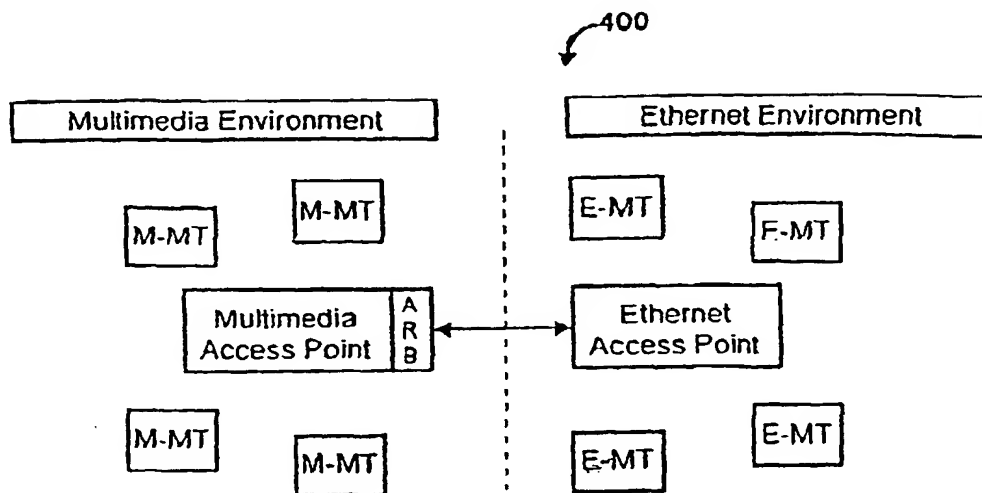 400
Multimedia Environment
Ethernet Environment
M-MT
M-MT
E-MT
E-MT
Multimedia
Access Point
A
R
B
Ethernet
Access Point
M-MT
M-MT
E-MT
E-MT